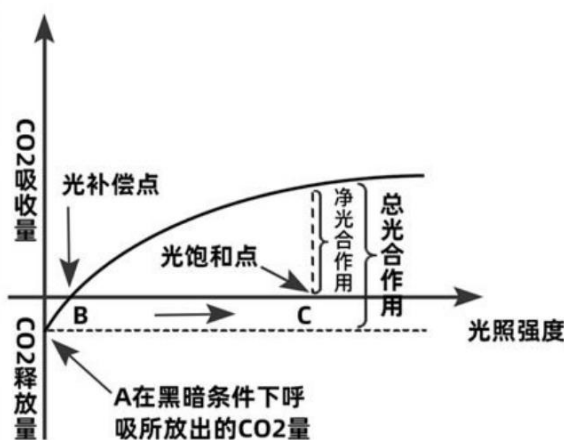 CO2吸收量
光补偿点
光饱和点
净光合作用
总光合作用
B
C
光照强度
CO2释放量
A在黑暗条件下呼
吸所放出的CO2量